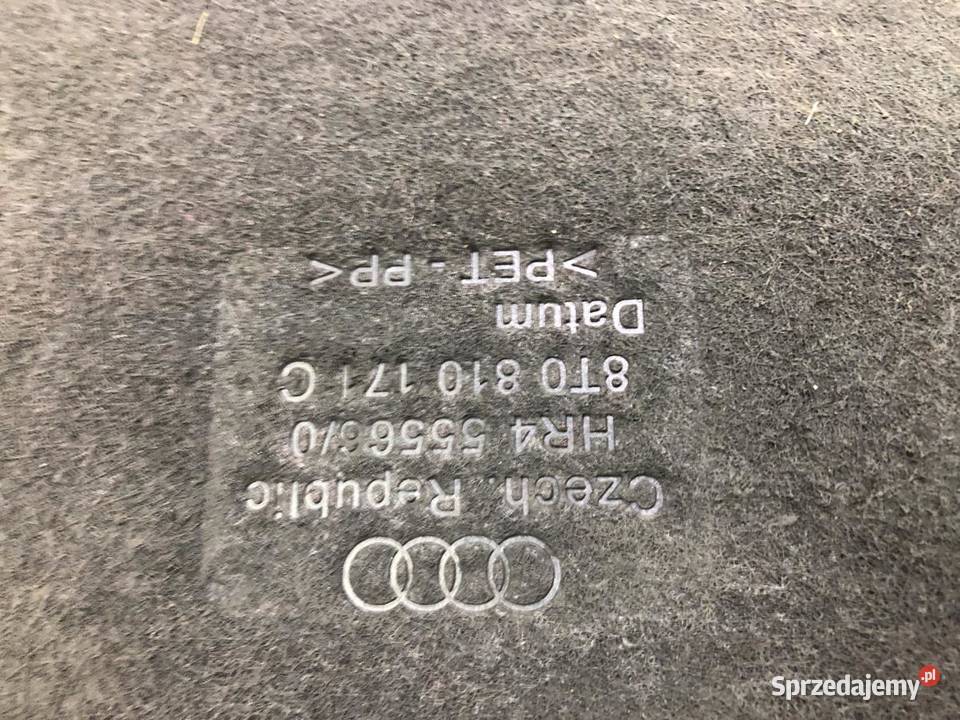 Czech. Republic
HR4 55566/0
8T0 810 171 C
Datum
>PET - PP<
Sprzedajemy.pl